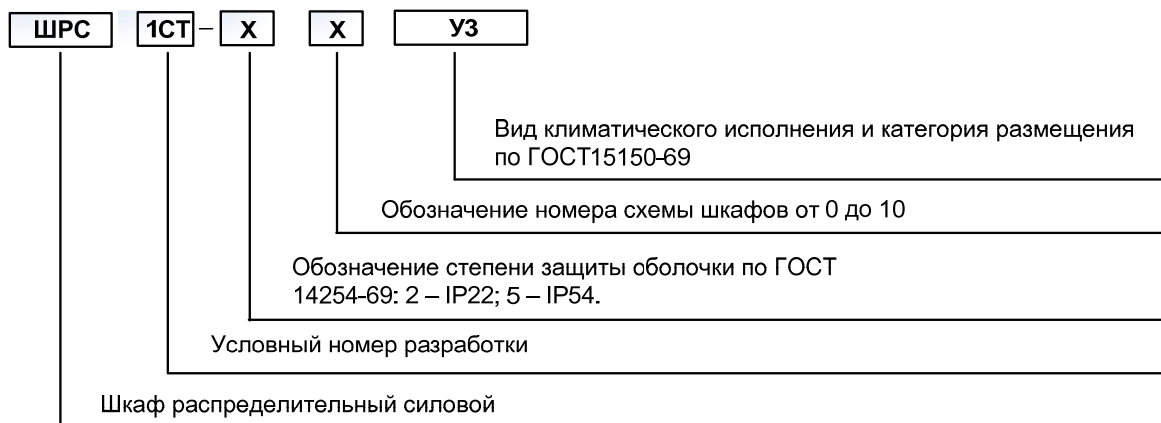 ШРС 1СТ – Х Х У3
Вид климатического исполнения и категория размещения
по ГОСТ15150-69
Обозначение номера схемы шкафов от 0 до 10
Обозначение степени защиты оболочки по ГОСТ
14254-69: 2 – IP22; 5 – IP54.
Условный номер разработки
Шкаф распределительный силовой